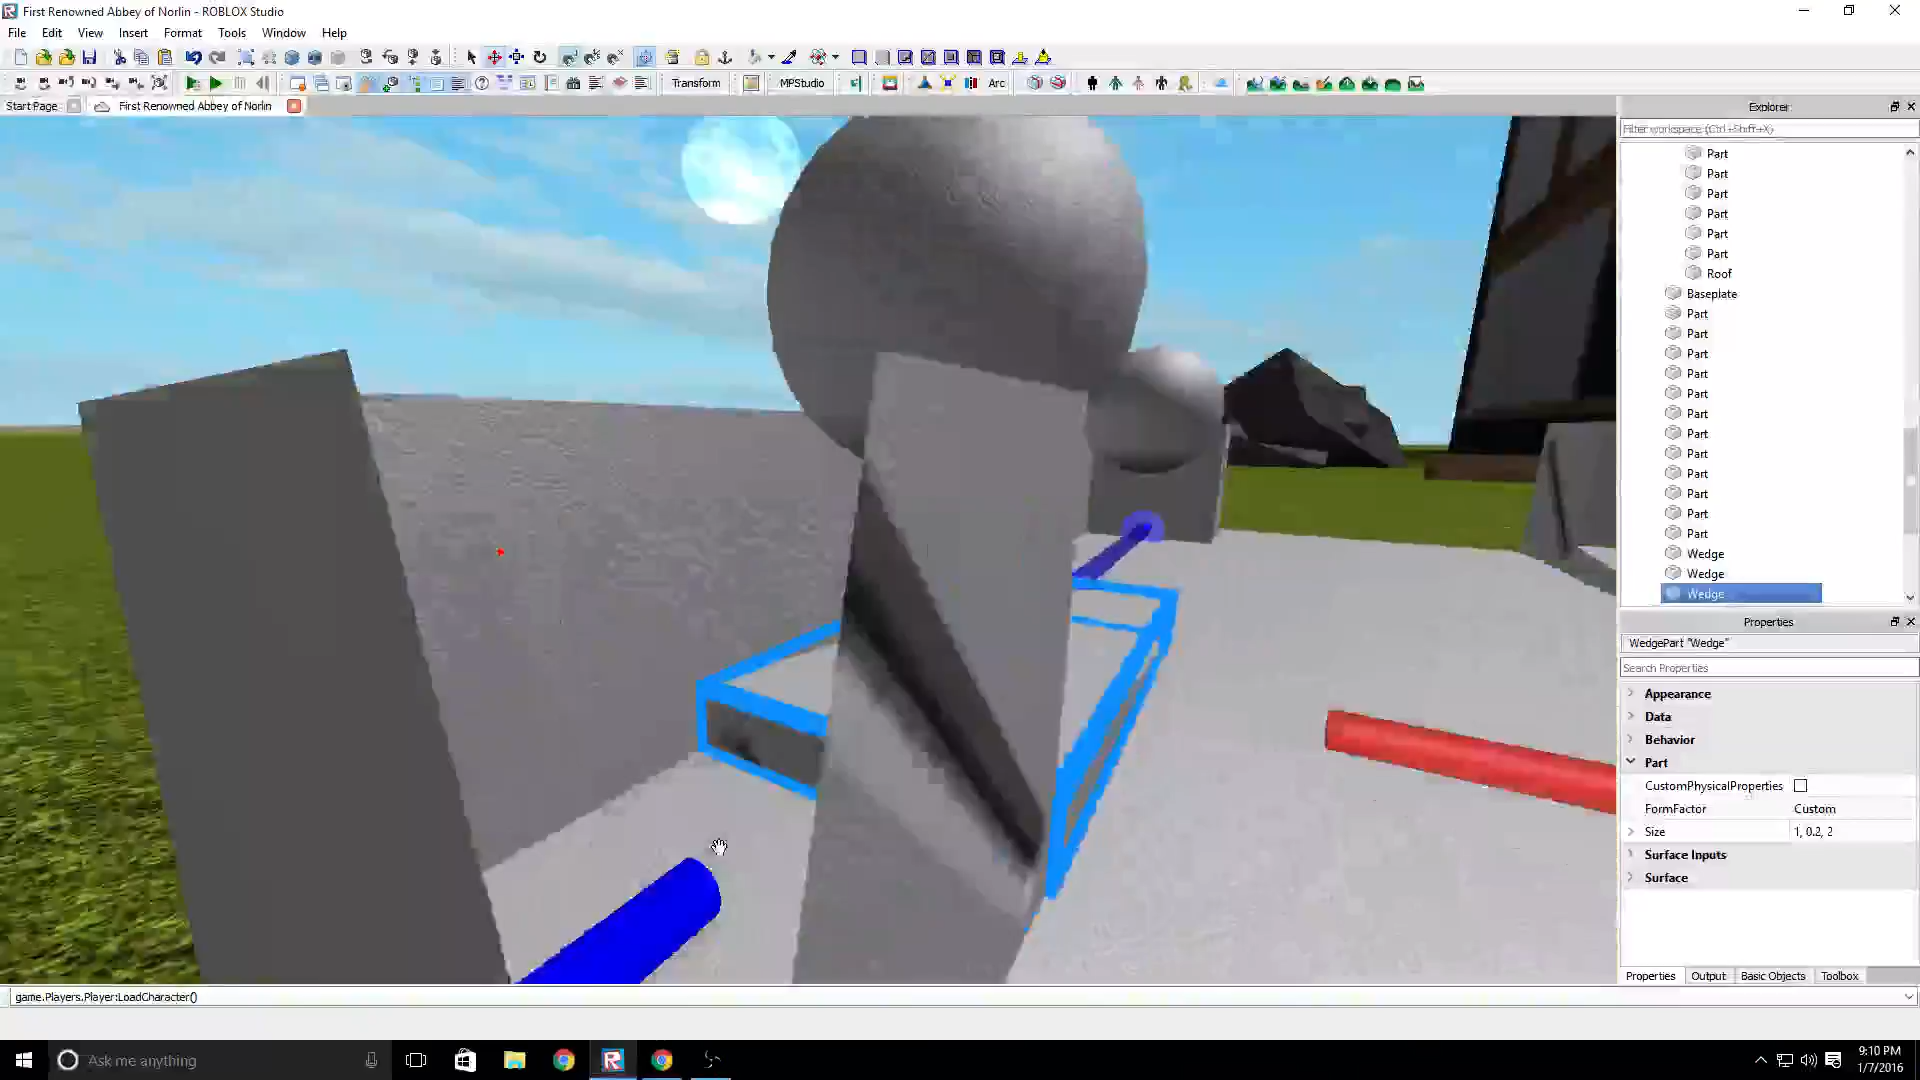 First Renowned Abbey of Norlin - ROBLOX Studio
File Edit View Insert Format Tools Window Help
Transform MPStudio Arc
Start Page First Renowned Abbey of Norlin
Explorer
Filter workspace (Ctrl+Shift+X)
Part
Part
Part
Part
Part
Part
Roof
Baseplate
Part
Part
Part
Part
Part
Part
Part
Part
Part
Part
Part
Part
Wedge
Wedge
Wedge
Properties
WedgePart "Wedge"
Search Properties
Appearance
Data
Behavior
Part
CustomPhysicalProperties
FormFactor Custom
Size 1, 0.2, 2
Surface Inputs
Surface
Properties Output Basic Objects Toolbox
game.Players.Player:LoadCharacter()
Ask me anything
9:10 PM
1/7/2016